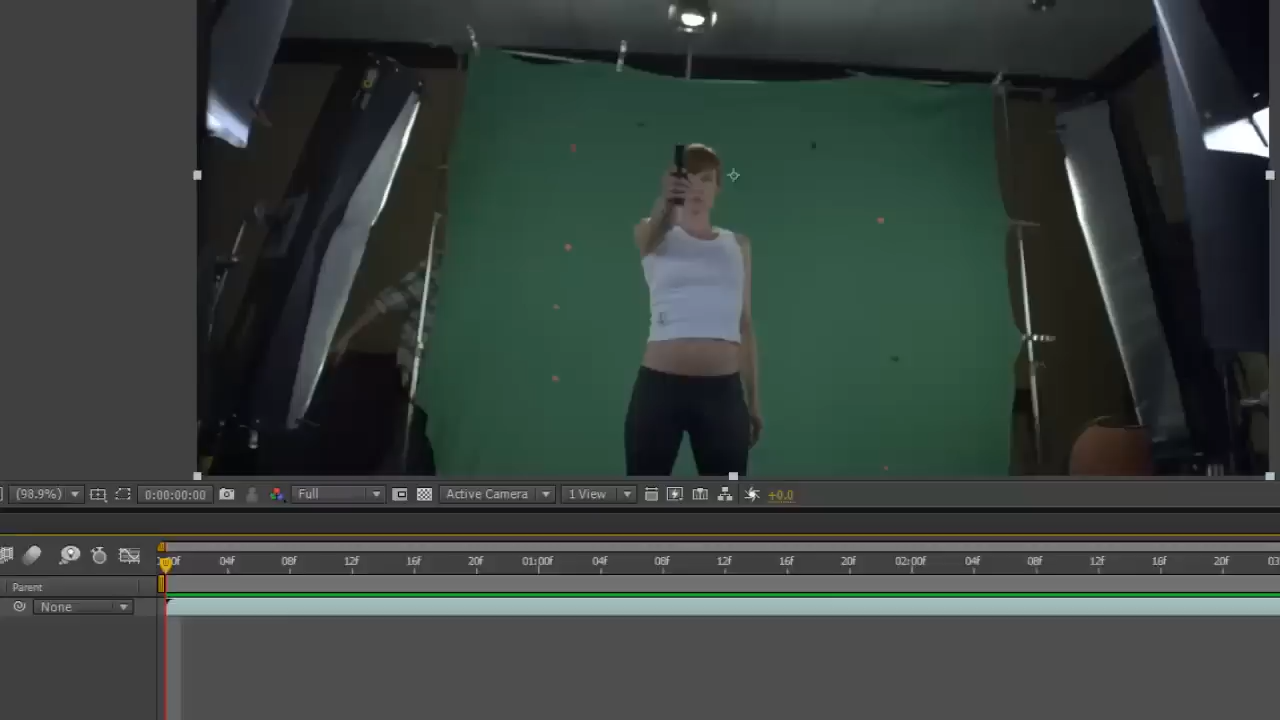 (98.9%) 0:00:00:00 Full Active Camera 1 View +0.0
00f 04f 08f 12f 16f 20f 01:00f 04f 08f 12f 16f 20f 02:00f 04f 08f 12f 16f 20f 03
Parent
None